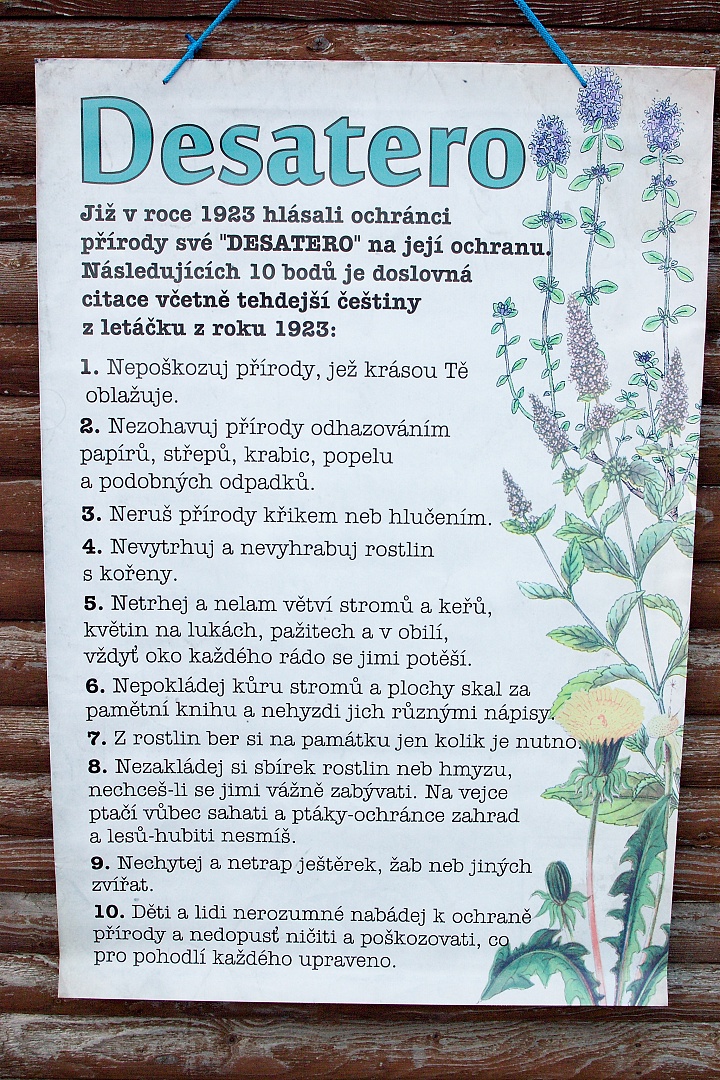 Desatero
Již v roce 1923 hlásali ochránci
přírody své "DESATERO" na její ochranu.
Následujících 10 bodů je doslovná
citace včetně tehdejší češtiny
z letáčku z roku 1923:
1. Nepoškozuj přírody, jež krásou Tě
oblažuje.
2. Nezohavuj přírody odhazováním
papírů, střepů, krabic, popelu
a podobných odpadků.
3. Neruš přírody křikem neb hlučením.
4. Nevytrhuj a nevyhrabuj rostlin
s kořeny.
5. Netrhej a nelam větví stromů a keřů,
květin na lukách, pažitech a v obilí,
vždyť oko každého rádo se jimi potěší.
6. Nepokládej kůru stromů a plochy skal za
pamětní knihu a nehyzdi jich různými nápisy.
7. Z rostlin ber si na památku jen kolik je nutno.
8. Nezakládej si sbírek rostlin neb hmyzu,
nechceš-li se jimi vážně zabývati. Na vejce
ptačí vůbec sahati a ptáky-ochránce zahrad
a lesů-hubiti nesmíš.
9. Nechytej a netrap ještěrek, žab neb jiných
zvířat.
10. Děti a lidi nerozumné nabádej k ochraně
přírody a nedopusť ničiti a poškozovati, co
pro pohodlí každého upraveno.